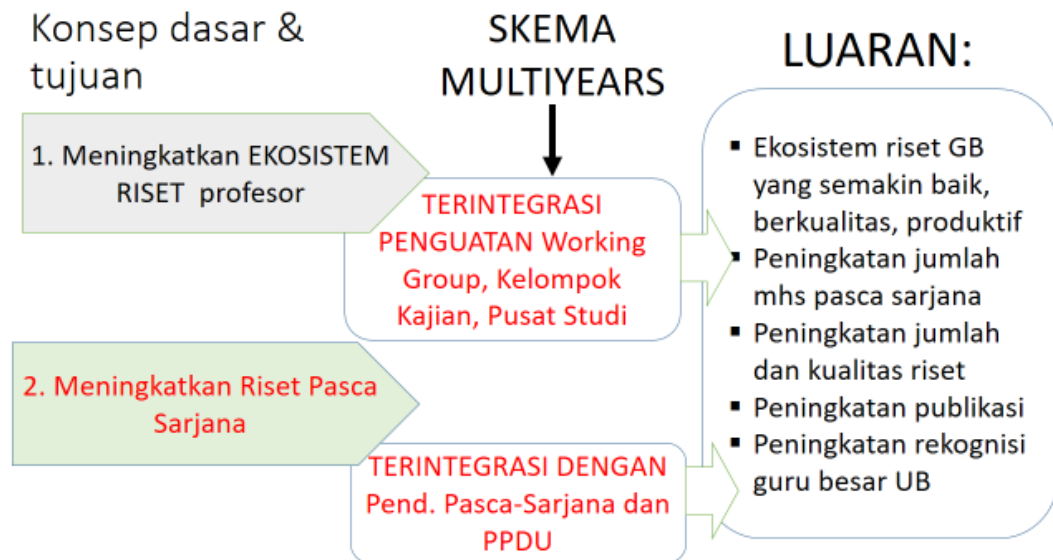 Konsep dasar &
tujuan
SKEMA
MULTIYEARS
LUARAN:
1. Meningkatkan EKOSISTEM
RISET profesor
TERINTEGRASI
PENGUATAN Working
Group, Kelompok
Kajian, Pusat Studi
2. Meningkatkan Riset Pasca
Sarjana
TERINTEGRASI DENGAN
Pend. Pasca-Sarjana dan
PPDU
▪ Ekosistem riset GB
yang semakin baik,
berkualitas, produktif
▪ Peningkatan jumlah
mhs pasca sarjana
▪ Peningkatan jumlah
dan kualitas riset
▪ Peningkatan publikasi
▪ Peningkatan rekognisi
guru besar UB